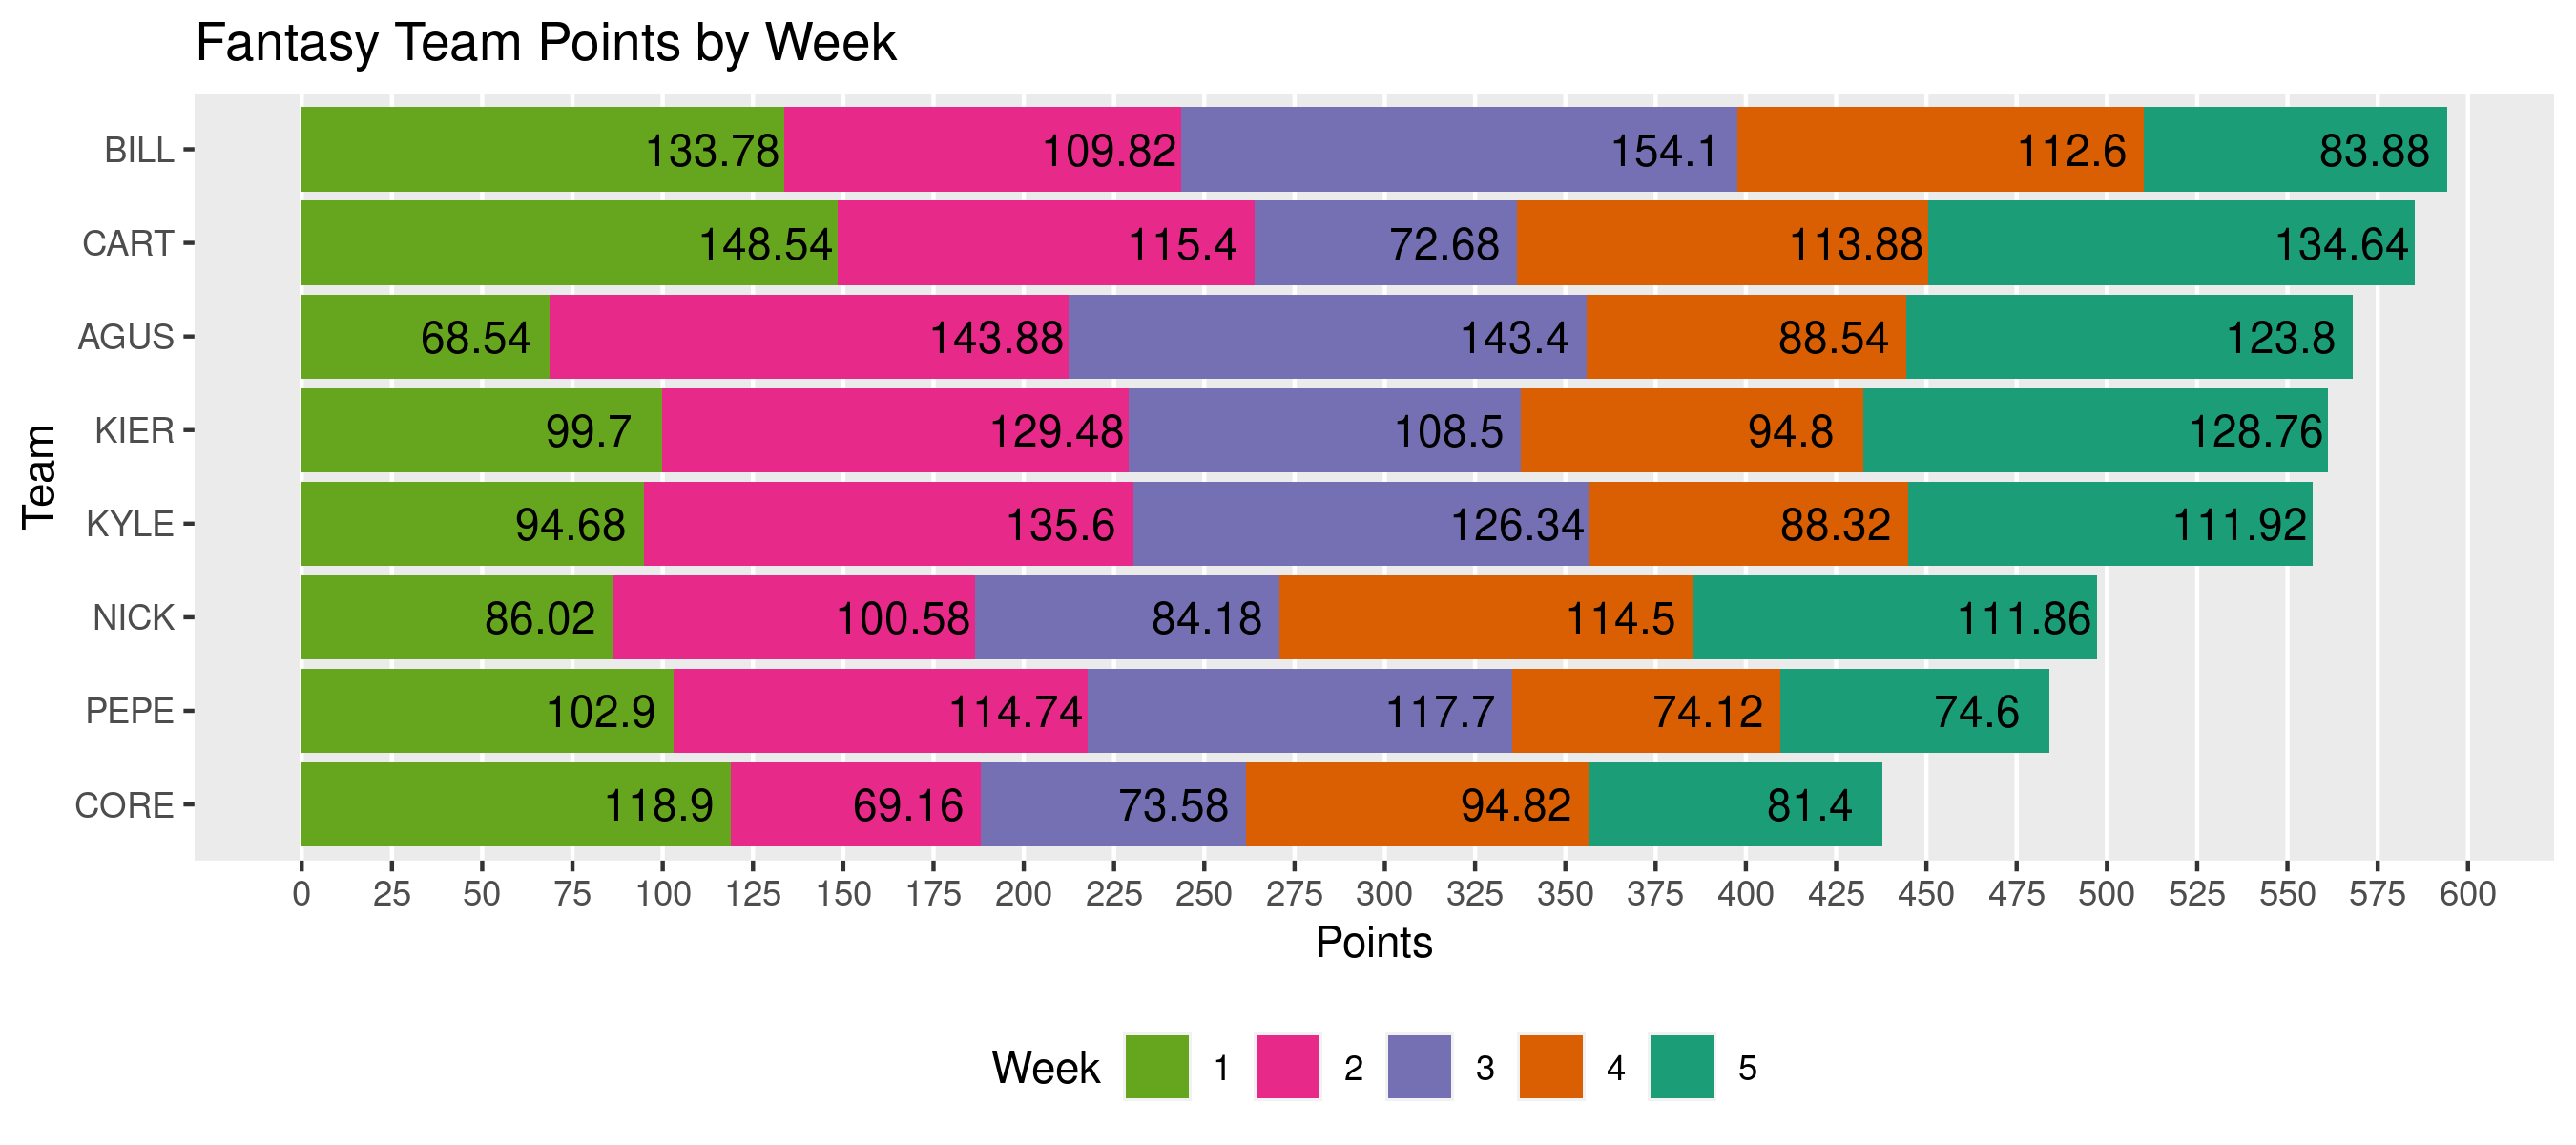 Fantasy Team Points by Week
BILL 133.78 109.82 154.1 112.6 83.88
CART 148.54 115.4 72.68 113.88 134.64
AGUS 68.54 143.88 143.4 88.54 123.8
KIER 99.7 129.48 108.5 94.8 128.76
KYLE 94.68 135.6 126.34 88.32 111.92
NICK 86.02 100.58 84.18 114.5 111.86
PEPE 102.9 114.74 117.7 74.12 74.6
CORE 118.9 69.16 73.58 94.82 81.4
Team
0 25 50 75 100 125 150 175 200 225 250 275 300 325 350 375 400 425 450 475 500 525 550 575 600
Points
Week 1 2 3 4 5